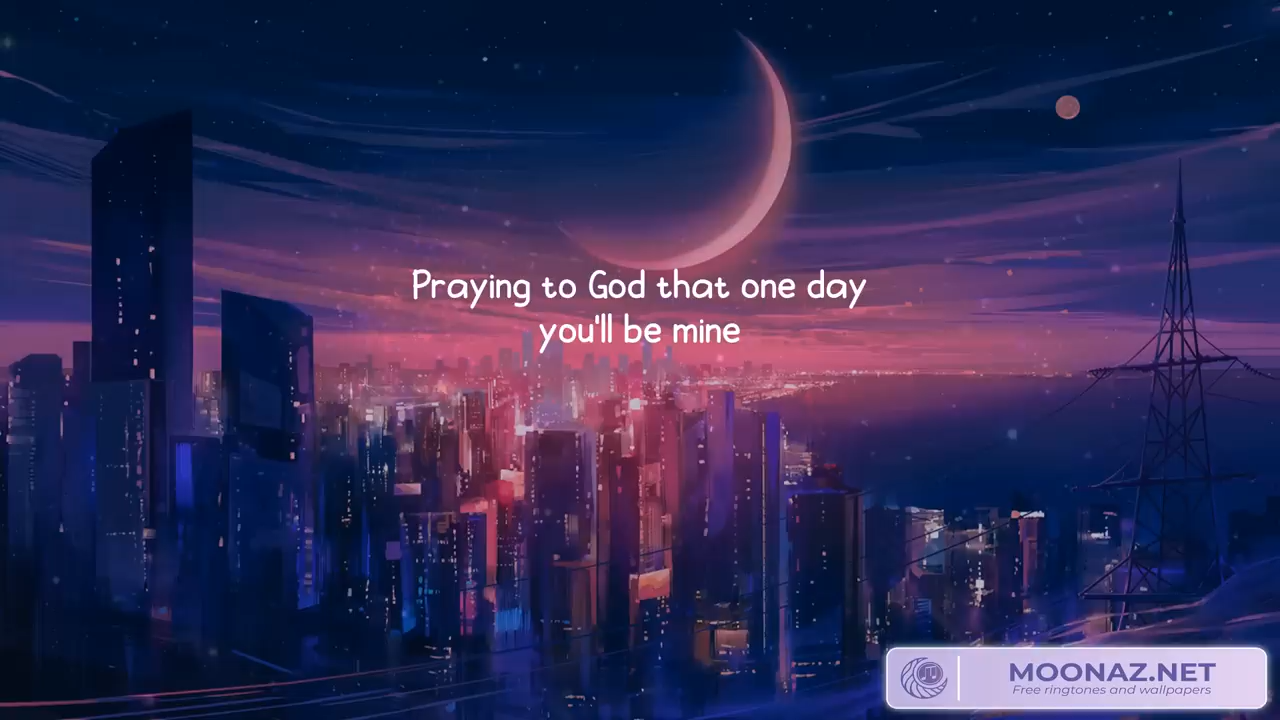 Praying to God that one day
you'll be mine
MOONAZ.NET
Free ringtones and wallpapers